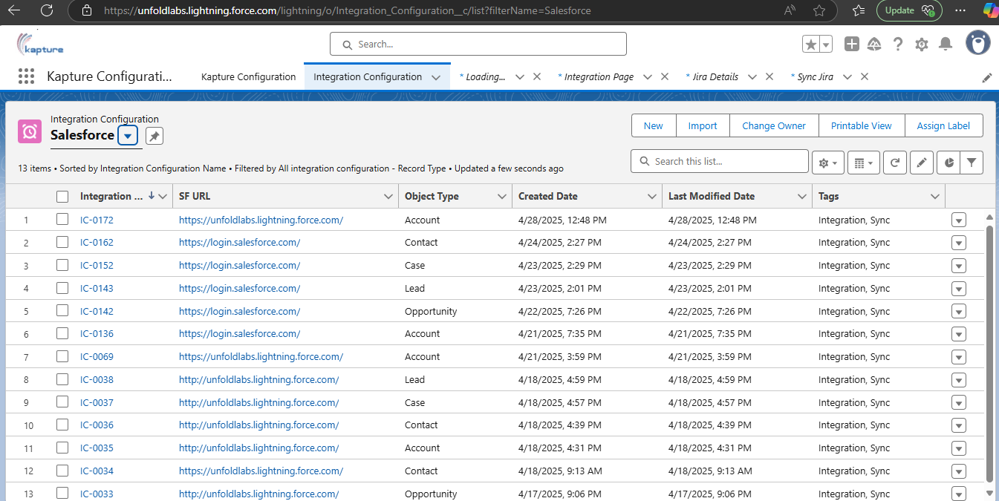 https://unfoldlabs.lightning.force.com/lightning/o/Integration_Configuration__c/list?filterName=Salesforce
Update
kapture
Search...
Kapture Configurati...
Kapture Configuration
Integration Configuration
* Loading...
* Integration Page
* Jira Details
* Sync Jira
Integration Configuration
Salesforce
New
Import
Change Owner
Printable View
Assign Label
13 items • Sorted by Integration Configuration Name • Filtered by All integration configuration - Record Type • Updated a few seconds ago
Search this list...
Integration ... SF URL Object Type Created Date Last Modified Date Tags
1 IC-0172 https://unfoldlabs.lightning.force.com/ Account 4/28/2025, 12:48 PM 4/28/2025, 12:48 PM Integration, Sync
2 IC-0162 https://login.salesforce.com/ Contact 4/24/2025, 2:27 PM 4/24/2025, 2:27 PM Integration, Sync
3 IC-0152 https://login.salesforce.com/ Case 4/23/2025, 2:29 PM 4/23/2025, 2:29 PM Integration, Sync
4 IC-0143 https://login.salesforce.com/ Lead 4/23/2025, 2:01 PM 4/23/2025, 2:01 PM Integration, Sync
5 IC-0142 https://login.salesforce.com/ Opportunity 4/22/2025, 7:26 PM 4/22/2025, 7:26 PM Integration, Sync
6 IC-0136 https://login.salesforce.com/ Account 4/21/2025, 7:35 PM 4/21/2025, 7:35 PM Integration, Sync
7 IC-0069 https://unfoldlabs.lightning.force.com/ Account 4/21/2025, 3:59 PM 4/21/2025, 3:59 PM Integration, Sync
8 IC-0038 http://unfoldlabs.lightning.force.com/ Lead 4/18/2025, 4:59 PM 4/18/2025, 4:59 PM Integration, Sync
9 IC-0037 http://unfoldlabs.lightning.force.com/ Case 4/18/2025, 4:57 PM 4/18/2025, 4:57 PM Integration, Sync
10 IC-0036 http://unfoldlabs.lightning.force.com/ Contact 4/18/2025, 4:39 PM 4/18/2025, 4:39 PM Integration, Sync
11 IC-0035 http://unfoldlabs.lightning.force.com/ Account 4/18/2025, 4:31 PM 4/18/2025, 4:31 PM Integration, Sync
12 IC-0034 https://unfoldlabs.lightning.force.com/ Contact 4/18/2025, 9:13 AM 4/18/2025, 9:13 AM Integration, Sync
13 IC-0033 http://unfoldlabs.lightning.force.com/ Opportunity 4/17/2025, 9:06 PM 4/17/2025, 9:06 PM Integration, Sync